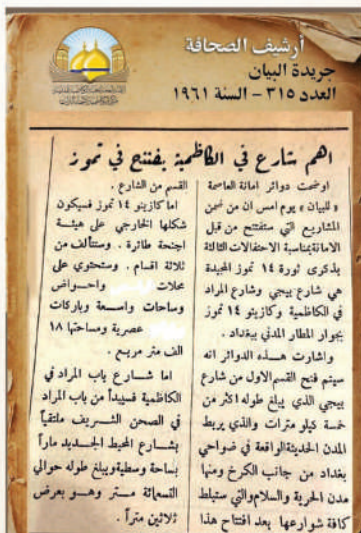 أرشيف الصحافة
جريدة البيان
العدد ٣١٥ - السنة ١٩٦١
اهم شارع في الكاظمية يفتتح في تموز
اوضحت دوائر امانة العاصمة
« للبيان » يوم امس ان من ضمن
المشاريع التي ستفتتح من قبل
الامانة بمناسبة الاحتفالات الثالثة
بذكرى ثورة ١٤ تموز المجيدة
هي شارع بيجي وشارع المراد
في الكاظمية وكازينو ١٤ تموز
بجوار المطار المدني ببغداد .
واشارت هذه الدوائر انه
سيتم فتح القسم الاول من شارع
بيجي الذي يبلغ طوله اكثر من
خمسة كيلو مترات والذي يربط
المدن الحديثة الواقعة في ضواحي
بغداد من جانب الكرخ ومنها
مدن الحرية والسلام والتي ستبلط
كافة شوارعها بعد افتتاح هذا
القسم من الشارع .
اما كازينو ١٤ تموز فسيكون
شكلها الخارجي على هيئة
اجنحة طائرة . وستتألف من
ثلاثة اقسام . وستحتوي على
محلات واحواض
وساحات واسعة وباركات
عصرية ومساحتها ١٨
الف متر مربع .
اما شارع باب المراد في
الكاظمية فسيبدأ من باب المراد
في الصحن الشريف ملتقياً
بشارع المحيط الجديد ماراً
بساحة وسطية ويبلغ طوله حوالي
التسعمائة متر وهو بعرض
ثلاثين متراً .